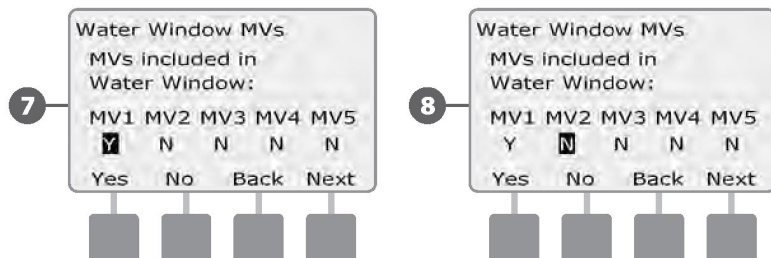 7
Water Window MVs
MVs included in
Water Window:
MV1 MV2 MV3 MV4 MV5
Y N N N N
Yes No Back Next
8
Water Window MVs
MVs included in
Water Window:
MV1 MV2 MV3 MV4 MV5
Y N N N N
Yes No Back Next